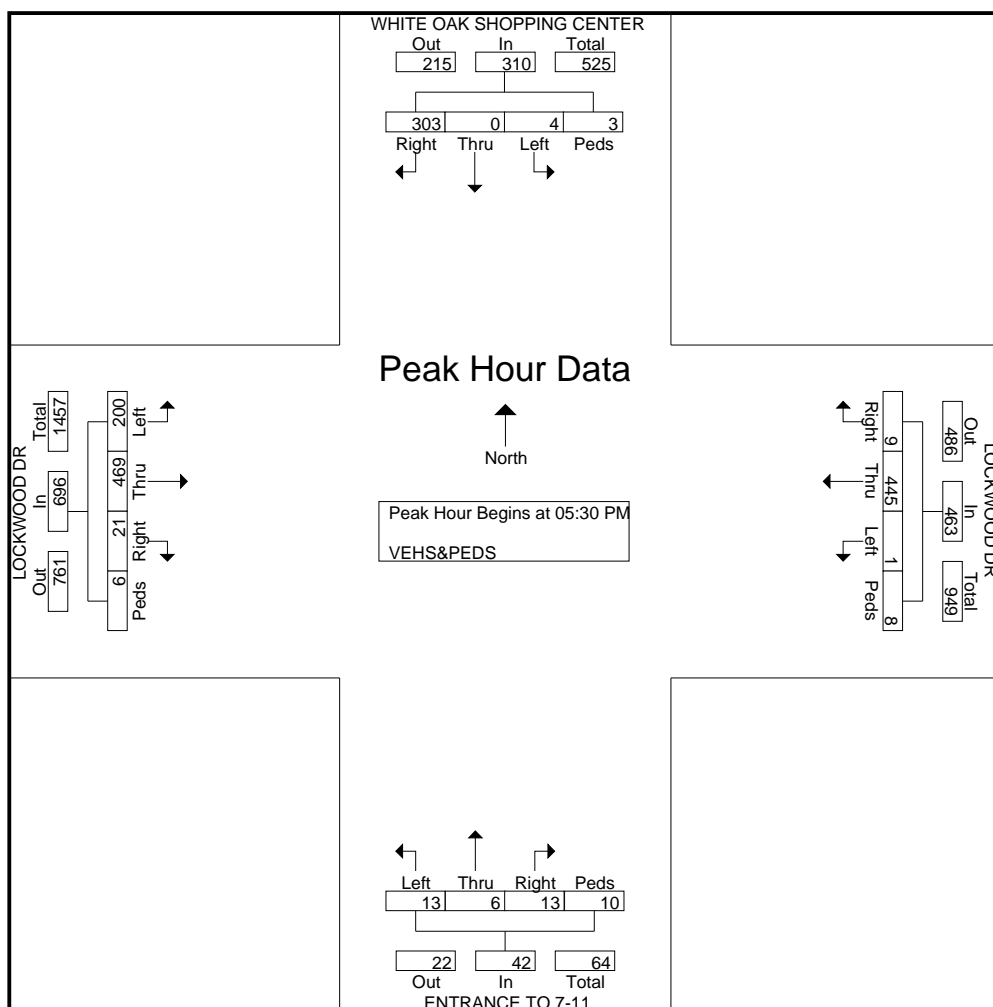 WHITE OAK SHOPPING CENTER
Out In Total
215 310 525
303 0 4 3
Right Thru Left Peds
Peak Hour Data
North
Peak Hour Begins at 05:30 PM
VEHS&PEDS
LOCKWOOD DR
Out In Total
761 696 1457
Left Thru Right Peds
200 469 21 6
LOCKWOOD DR
Out In Total
486 463 949
Right Thru Left Peds
9 445 1 8
Left Thru Right Peds
13 6 13 10
22 42 64
Out In Total
ENTRANCE TO 7-11